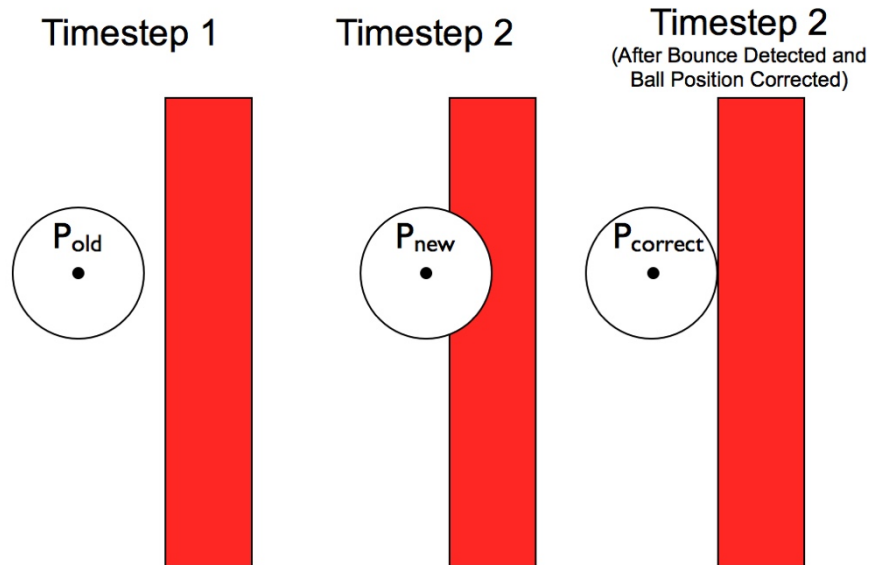 Timestep 1
Timestep 2
Timestep 2
(After Bounce Detected and
Ball Position Corrected)
Pold
Pnew
Pcorrect